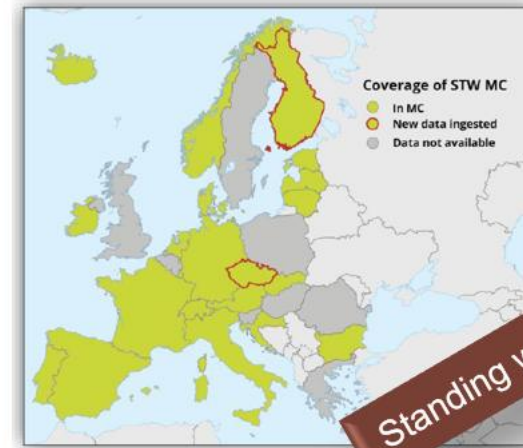 Coverage of STW MC
In MC
New data ingested
Data not available
Standing